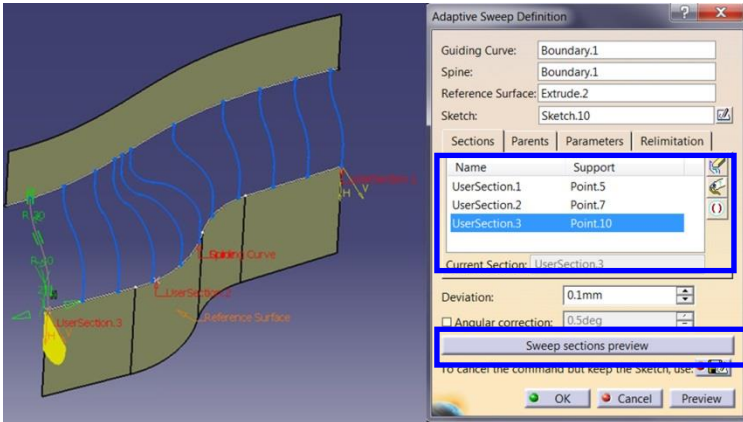 R 20
R 60
UserSection.3
UserSection.2
Reference Surface
H
V
Adaptive Sweep Definition
Guiding Curve: Boundary.1
Spine: Boundary.1
Reference Surface: Extrude.2
Sketch: Sketch.10
Sections Parents Parameters Relimitation
Name Support
UserSection.1 Point.5
UserSection.2 Point.7
UserSection.3 Point.10
Current Section: UserSection.3
Deviation: 0.1mm
Angular correction: 0.5deg
Sweep sections preview
To cancel the command but keep the Sketch, use:
OK Cancel Preview